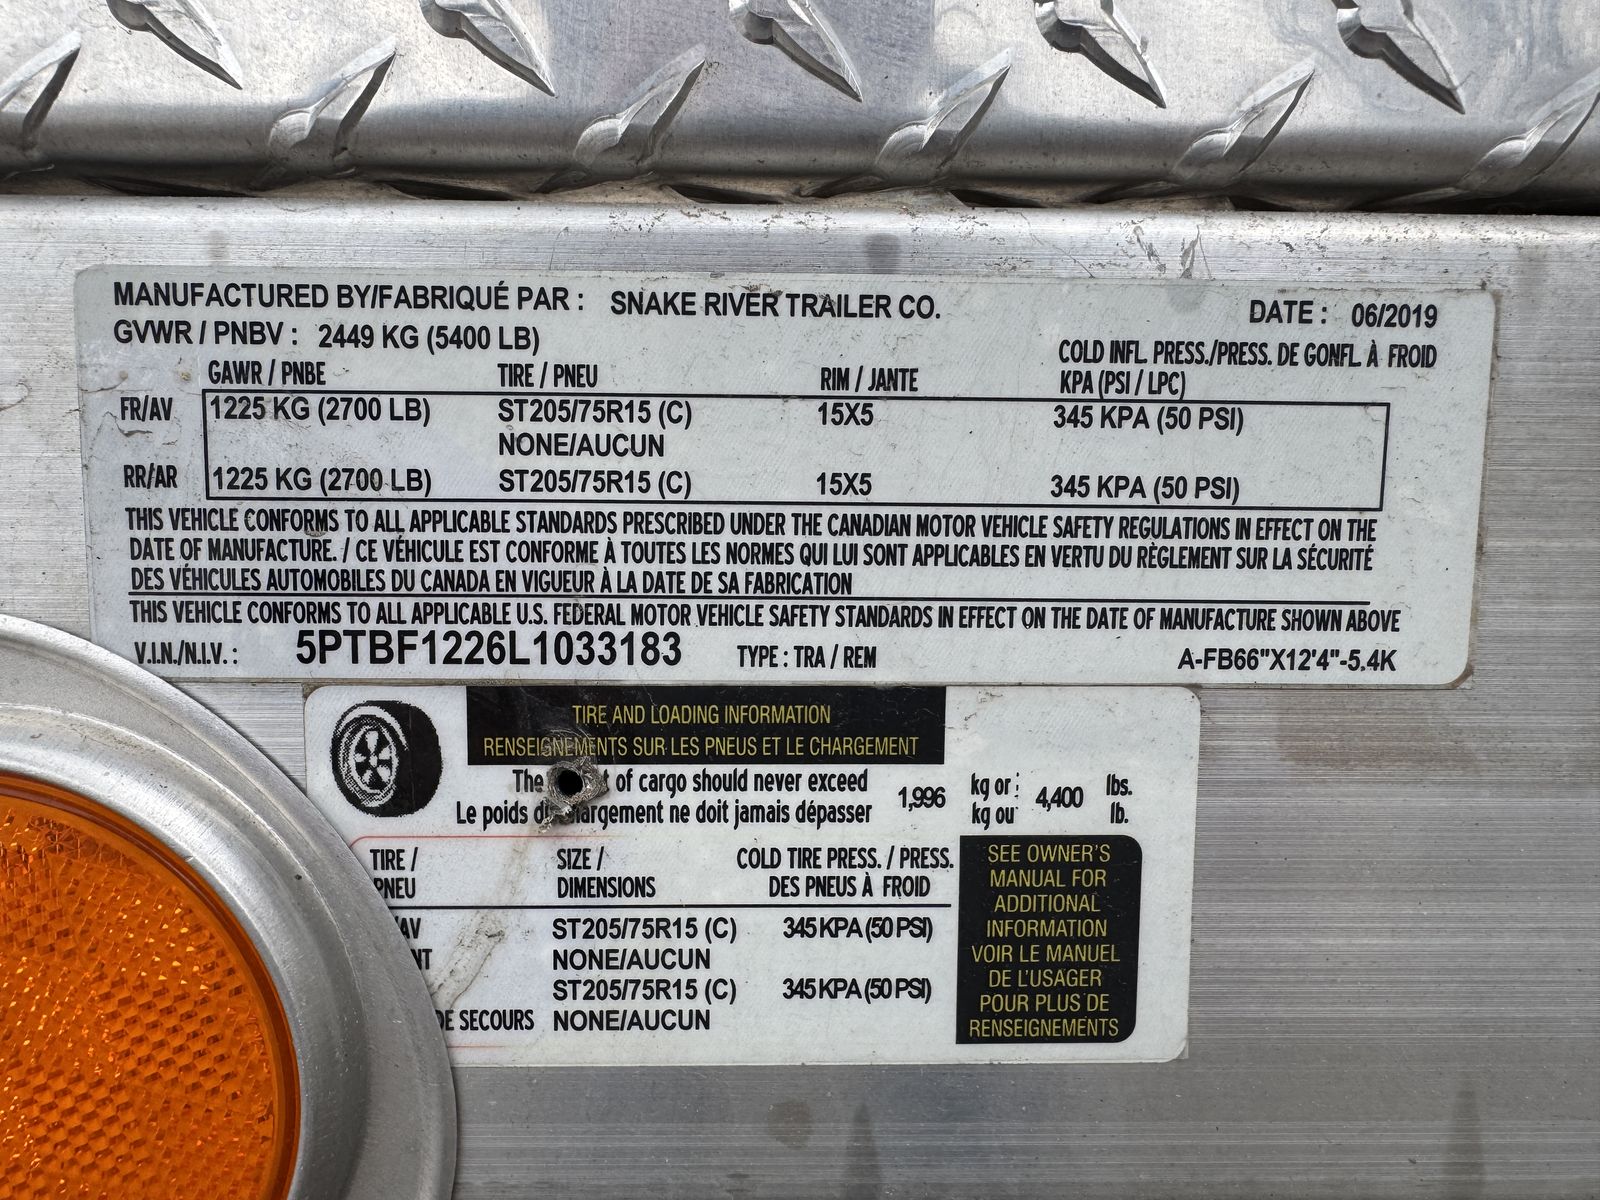 MANUFACTURED BY/FABRIQUÉ PAR : SNAKE RIVER TRAILER CO. DATE : 06/2019
GVWR / PNBV : 2449 KG (5400 LB)
COLD INFL. PRESS./PRESS. DE GONFL. À FROID
GAWR / PNBE TIRE / PNEU RIM / JANTE KPA (PSI / LPC)
FR/AV 1225 KG (2700 LB) ST205/75R15 (C) 15X5 345 KPA (50 PSI)
NONE/AUCUN
RR/AR 1225 KG (2700 LB) ST205/75R15 (C) 15X5 345 KPA (50 PSI)
THIS VEHICLE CONFORMS TO ALL APPLICABLE STANDARDS PRESCRIBED UNDER THE CANADIAN MOTOR VEHICLE SAFETY REGULATIONS IN EFFECT ON THE
DATE OF MANUFACTURE. / CE VÉHICULE EST CONFORME À TOUTES LES NORMES QUI LUI SONT APPLICABLES EN VERTU DU RÈGLEMENT SUR LA SÉCURITÉ
DES VÉHICULES AUTOMOBILES DU CANADA EN VIGUEUR À LA DATE DE SA FABRICATION
THIS VEHICLE CONFORMS TO ALL APPLICABLE U.S. FEDERAL MOTOR VEHICLE SAFETY STANDARDS IN EFFECT ON THE DATE OF MANUFACTURE SHOWN ABOVE
V.I.N./N.I.V. : 5PTBF1226L1033183 TYPE : TRA / REM A-FB66"X12'4"-5.4K
TIRE AND LOADING INFORMATION
RENSEIGNEMENTS SUR LES PNEUS ET LE CHARGEMENT
The of cargo should never exceed kg or lbs.
1,996 4,400
Le poids ne doit jamais dépasser kg ou lb.
TIRE / SIZE / COLD TIRE PRESS. / PRESS.
PNEU DIMENSIONS DES PNEUS À FROID
/AV ST205/75R15 (C) 345 KPA (50 PSI)
NONE/AUCUN
ST205/75R15 (C) 345 KPA (50 PSI)
DE SECOURS NONE/AUCUN
SEE OWNER'S
MANUAL FOR
ADDITIONAL
INFORMATION
VOIR LE MANUEL
DE L'USAGER
POUR PLUS DE
RENSEIGNEMENTS